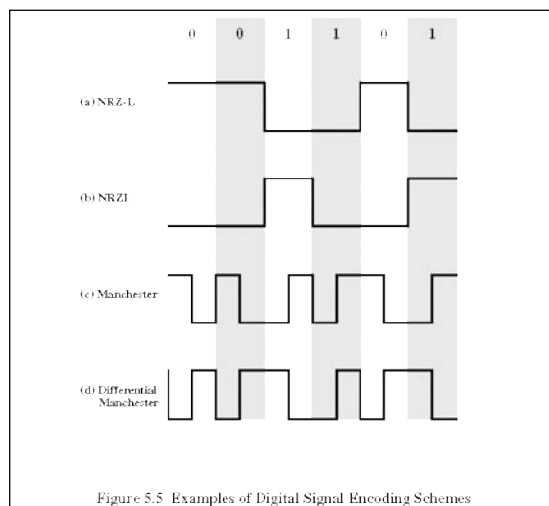 0 0 1 1 0 1
(a) NRZ-L
(b) NRZI
(c) Manchester
(d) Differential
Manchester
Figure 5.5 Examples of Digital Signal Encoding Schemes